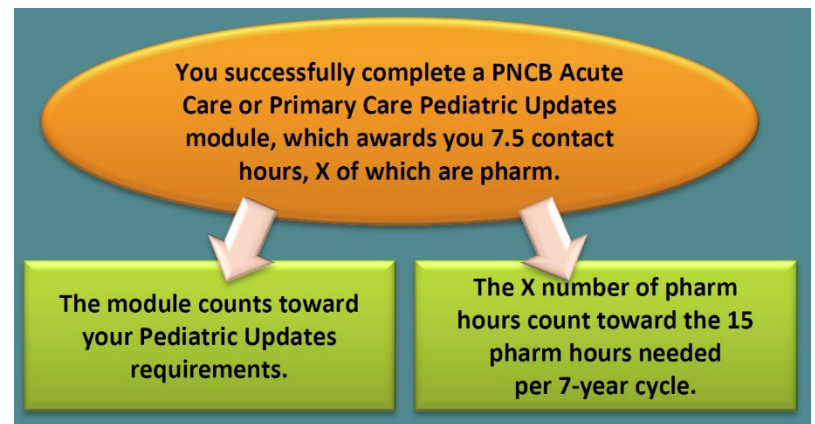 You successfully complete a PNCB Acute
Care or Primary Care Pediatric Updates
module, which awards you 7.5 contact
hours, X of which are pharm.
The module counts toward
your Pediatric Updates
requirements.
The X number of pharm
hours count toward the 15
pharm hours needed
per 7-year cycle.